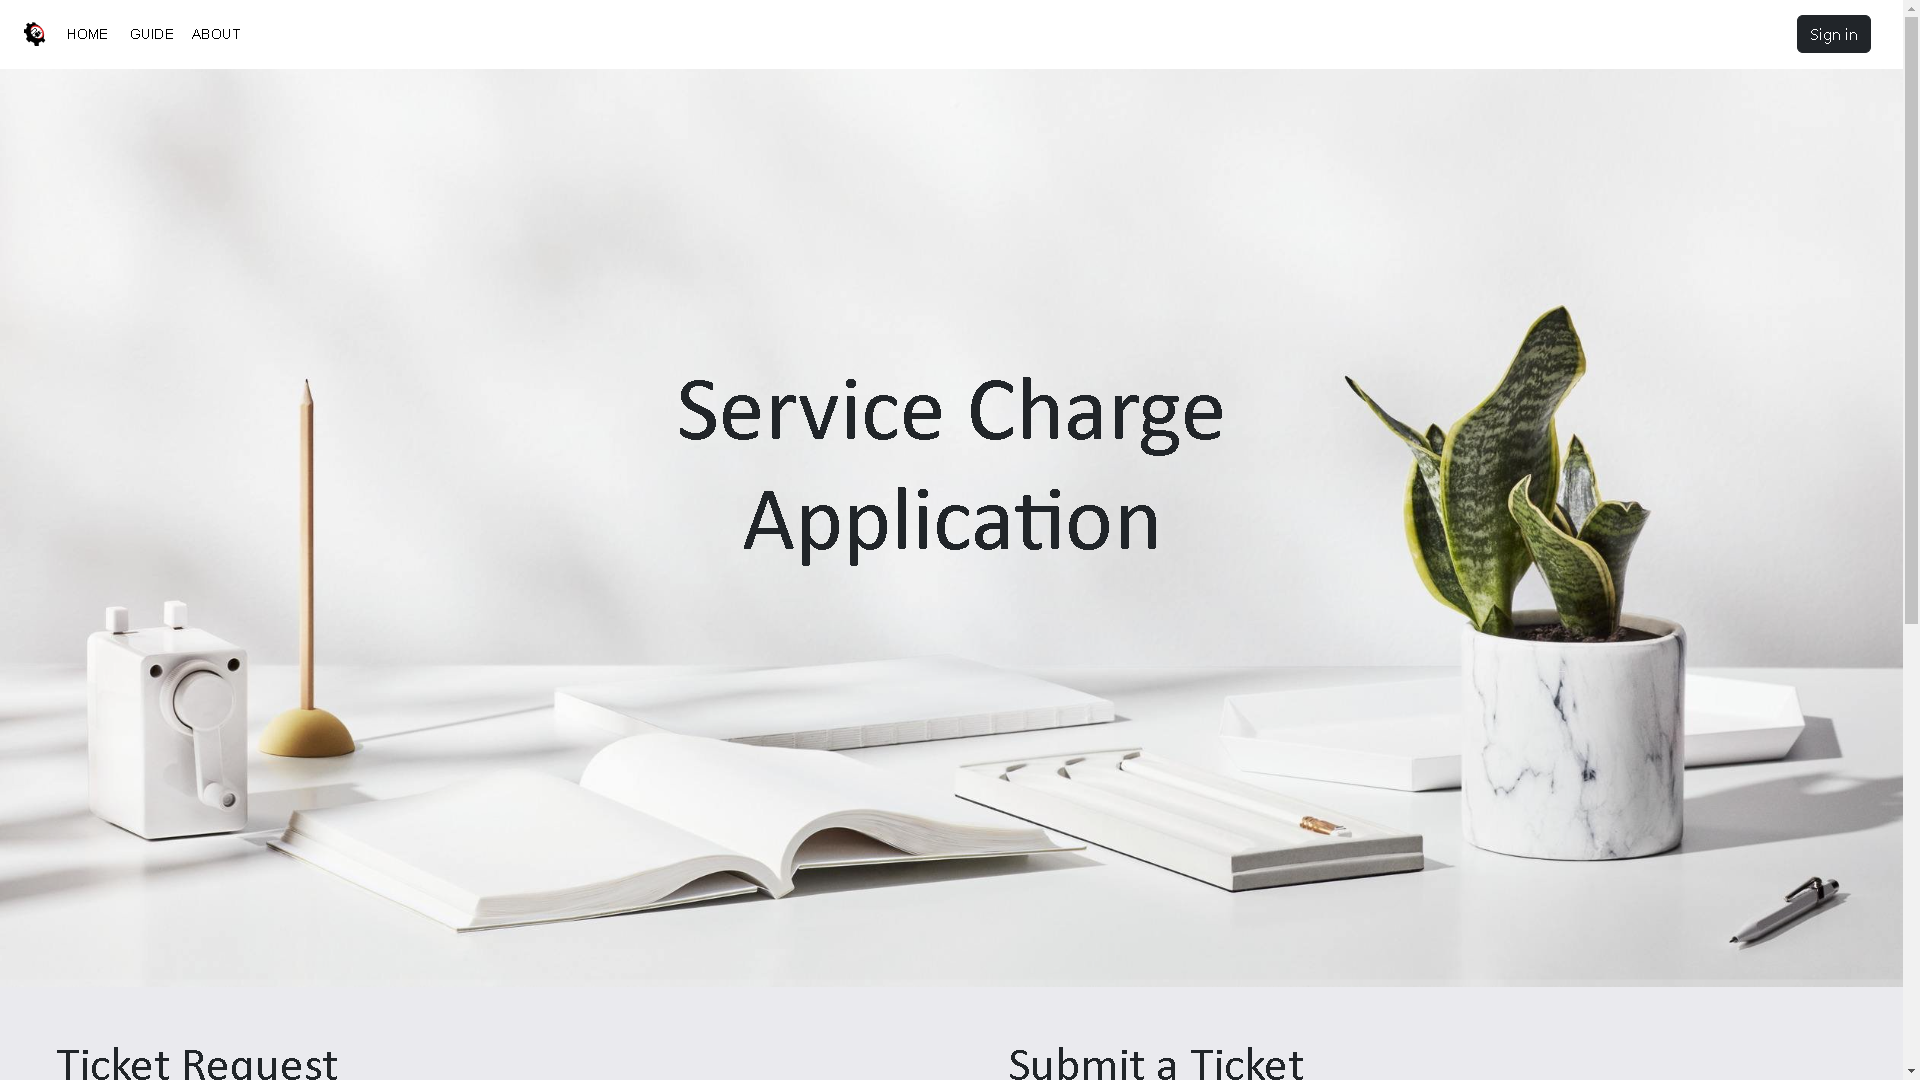 HOME GUIDE ABOUT Sign in
Service Charge
Application
Ticket Request
Submit a Ticket